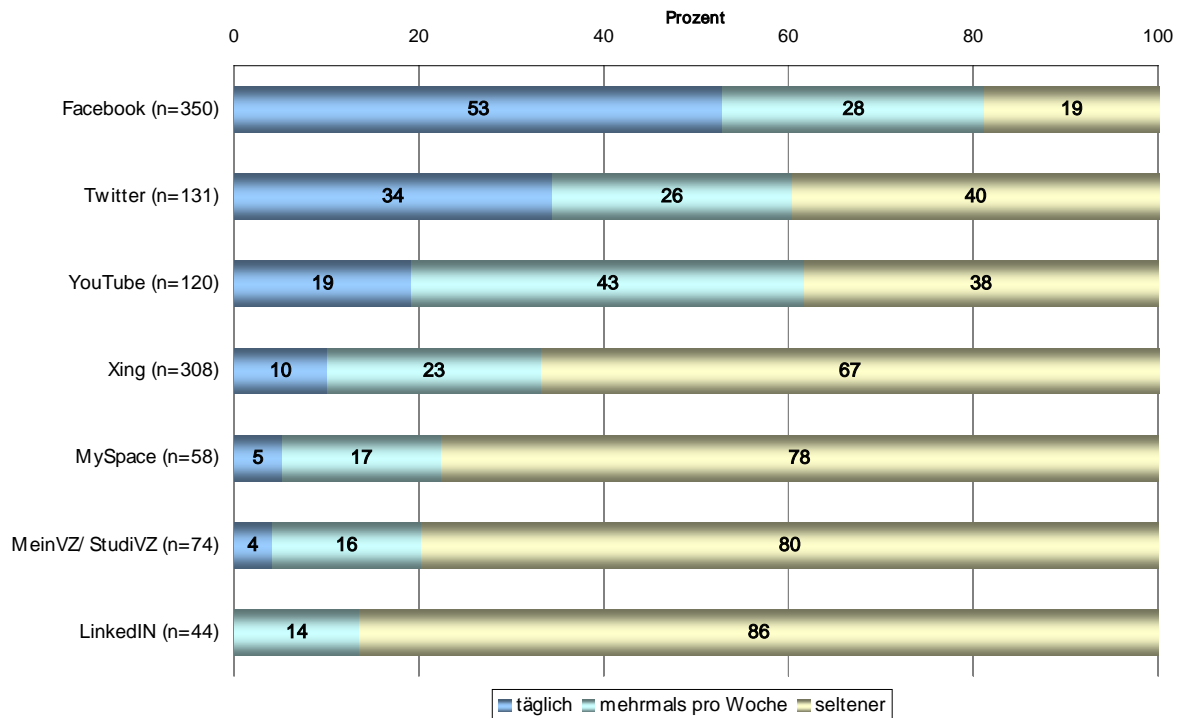 Prozent
0 20 40 60 80 100
Facebook (n=350) 53 28 19
Twitter (n=131) 34 26 40
YouTube (n=120) 19 43 38
Xing (n=308) 10 23 67
MySpace (n=58) 5 17 78
MeinVZ/ StudiVZ (n=74) 4 16 80
LinkedIN (n=44) 14 86
täglich mehrmals pro Woche seltener